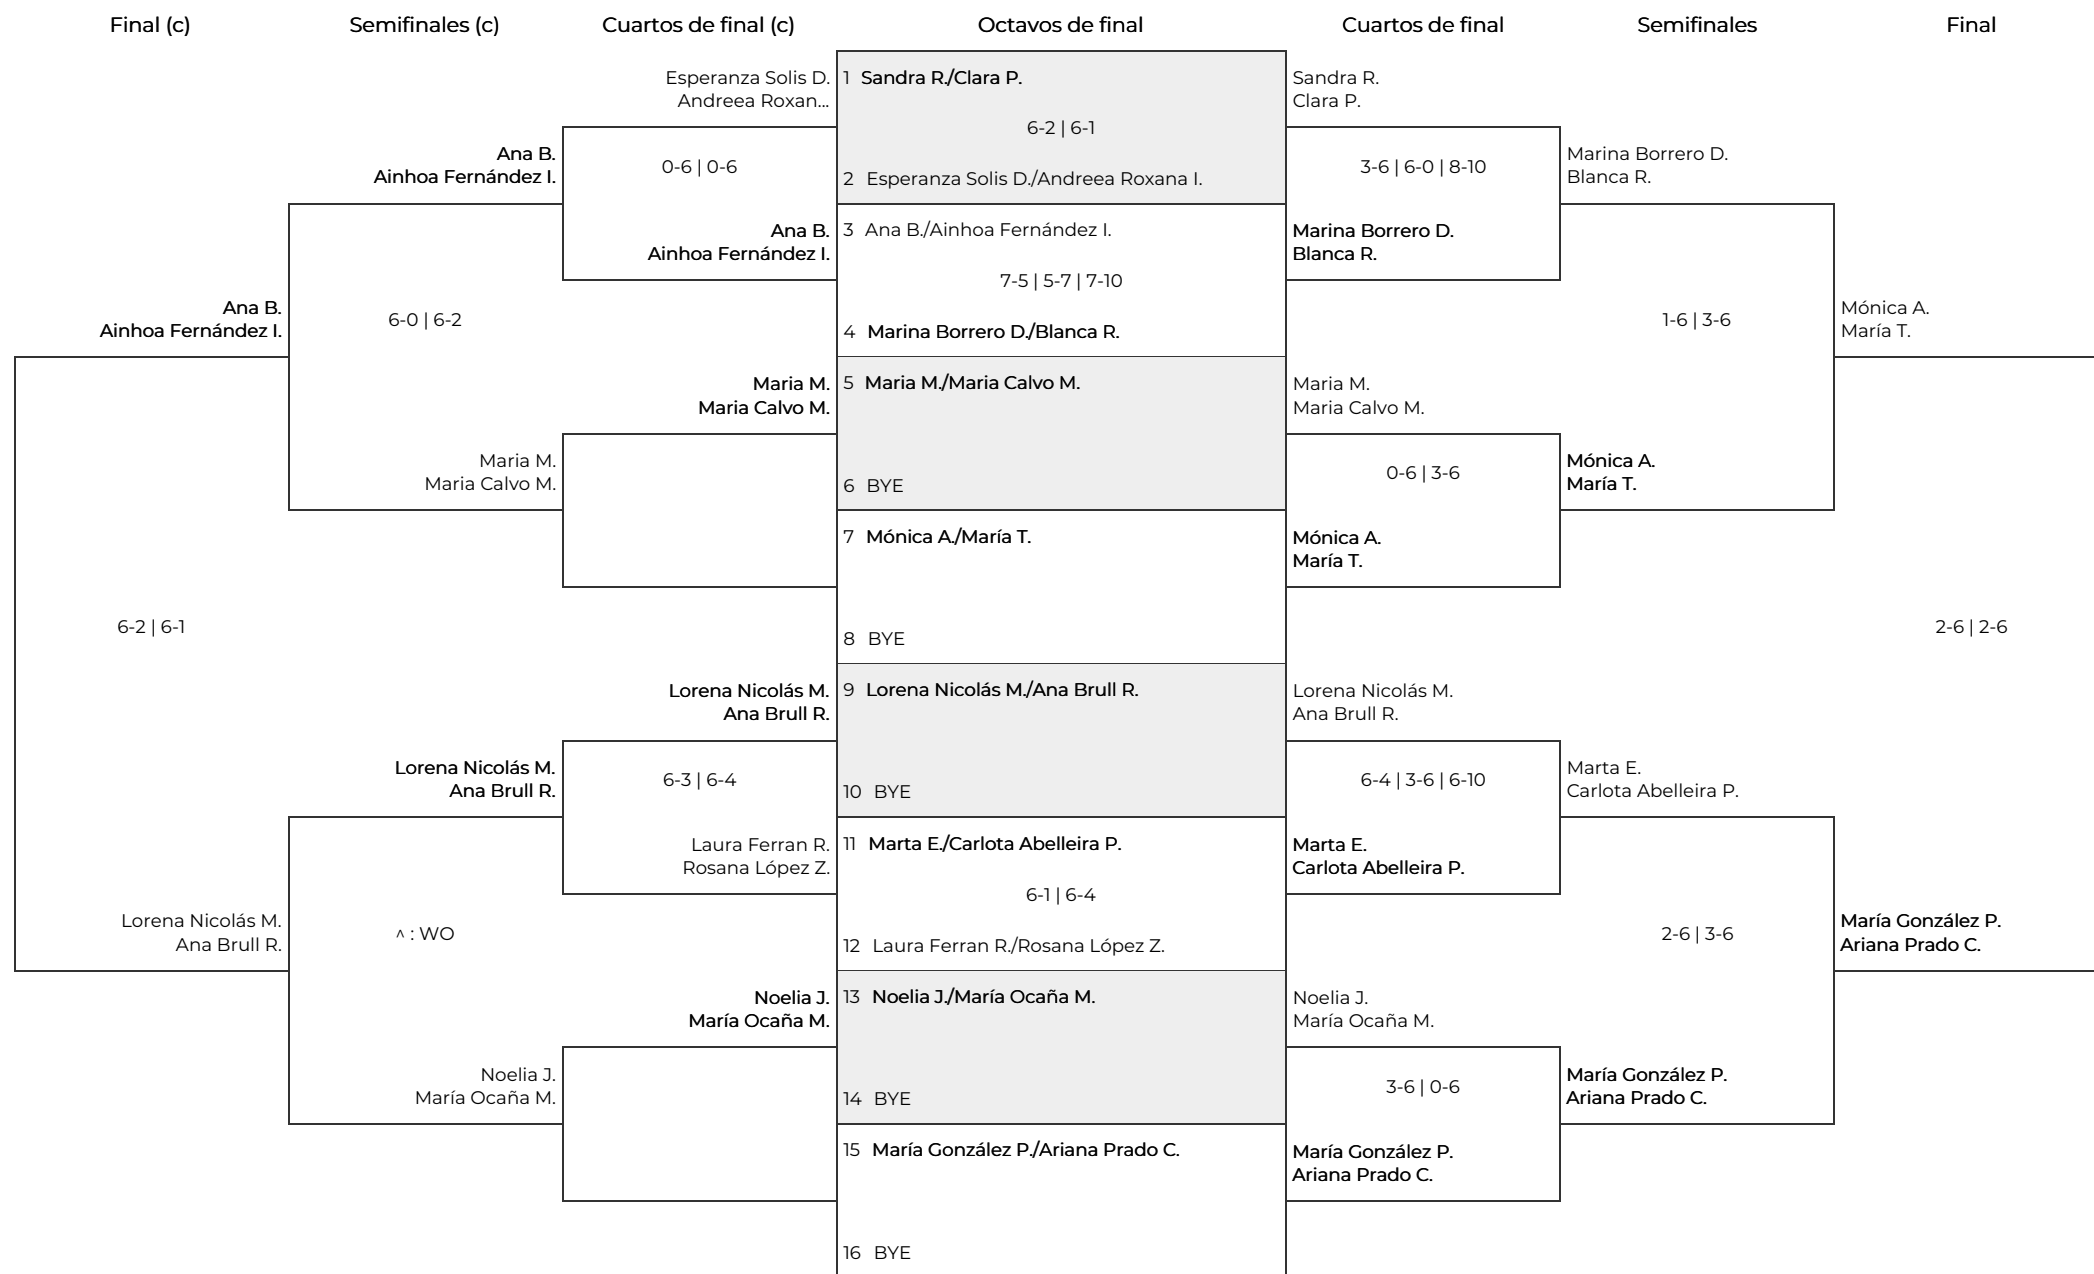 Final (c)
Semifinales (c)
Cuartos de final (c)
Octavos de final
Cuartos de final
Semifinales
Final
Ana B.
Ainhoa Fernández I.
6-2 | 6-1
Lorena Nicolás M.
Ana Brull R.
Ana B.
Ainhoa Fernández I.
6-0 | 6-2
Maria M.
Maria Calvo M.
Lorena Nicolás M.
Ana Brull R.
^ : WO
Noelia J.
María Ocaña M.
Esperanza Solis D.
Andreea Roxan...
0-6 | 0-6
Ana B.
Ainhoa Fernández I.
Maria M.
Maria Calvo M.
Lorena Nicolás M.
Ana Brull R.
6-3 | 6-4
Laura Ferran R.
Rosana López Z.
Noelia J.
María Ocaña M.
1 Sandra R./Clara P.
6-2 | 6-1
2 Esperanza Solis D./Andreea Roxana I.
3 Ana B./Ainhoa Fernández I.
7-5 | 5-7 | 7-10
4 Marina Borrero D./Blanca R.
5 Maria M./Maria Calvo M.
6 BYE
7 Mónica A./María T.
8 BYE
9 Lorena Nicolás M./Ana Brull R.
10 BYE
11 Marta E./Carlota Abelleira P.
6-1 | 6-4
12 Laura Ferran R./Rosana López Z.
13 Noelia J./María Ocaña M.
14 BYE
15 María González P./Ariana Prado C.
16 BYE
Sandra R.
Clara P.
3-6 | 6-0 | 8-10
Marina Borrero D.
Blanca R.
Maria M.
Maria Calvo M.
0-6 | 3-6
Mónica A.
María T.
Lorena Nicolás M.
Ana Brull R.
6-4 | 3-6 | 6-10
Marta E.
Carlota Abelleira P.
Noelia J.
María Ocaña M.
3-6 | 0-6
María González P.
Ariana Prado C.
Marina Borrero D.
Blanca R.
1-6 | 3-6
Mónica A.
María T.
Marta E.
Carlota Abelleira P.
2-6 | 3-6
María González P.
Ariana Prado C.
Mónica A.
María T.
2-6 | 2-6
María González P.
Ariana Prado C.